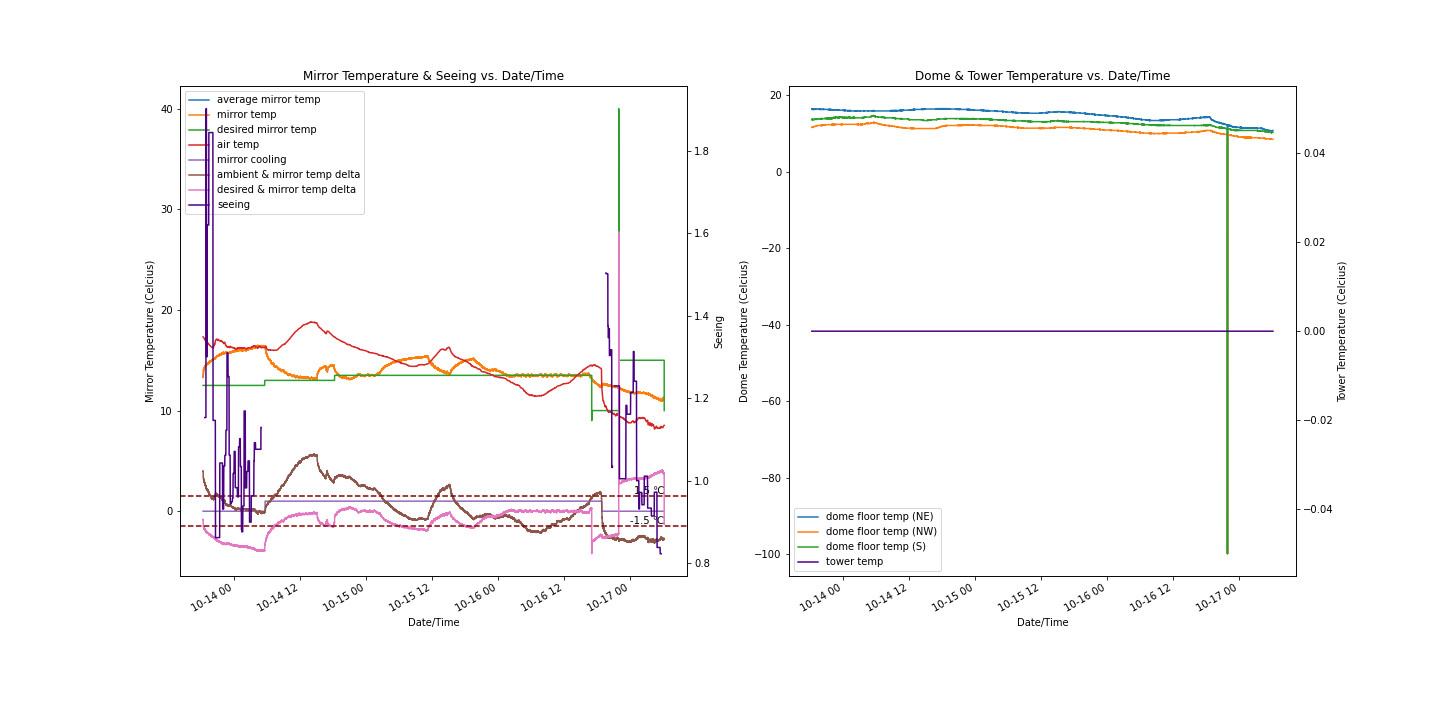 Mirror Temperature & Seeing vs. Date/Time
average mirror temp
mirror temp
desired mirror temp
air temp
mirror cooling
ambient & mirror temp delta
desired & mirror temp delta
seeing
40
30
20
10
0
Mirror Temperature (Celcius)
1.8
1.6
1.4
1.2
1.0
0.8
Seeing
1.5 °C
-1.5 °C
10-14 00
10-14 12
10-15 00
10-15 12
10-16 00
10-16 12
10-17 00
Date/Time
Dome & Tower Temperature vs. Date/Time
20
0
−20
−40
−60
−80
−100
Dome Temperature (Celcius)
0.04
0.02
0.00
−0.02
−0.04
Tower Temperature (Celcius)
dome floor temp (NE)
dome floor temp (NW)
dome floor temp (S)
tower temp
10-14 00
10-14 12
10-15 00
10-15 12
10-16 00
10-16 12
10-17 00
Date/Time